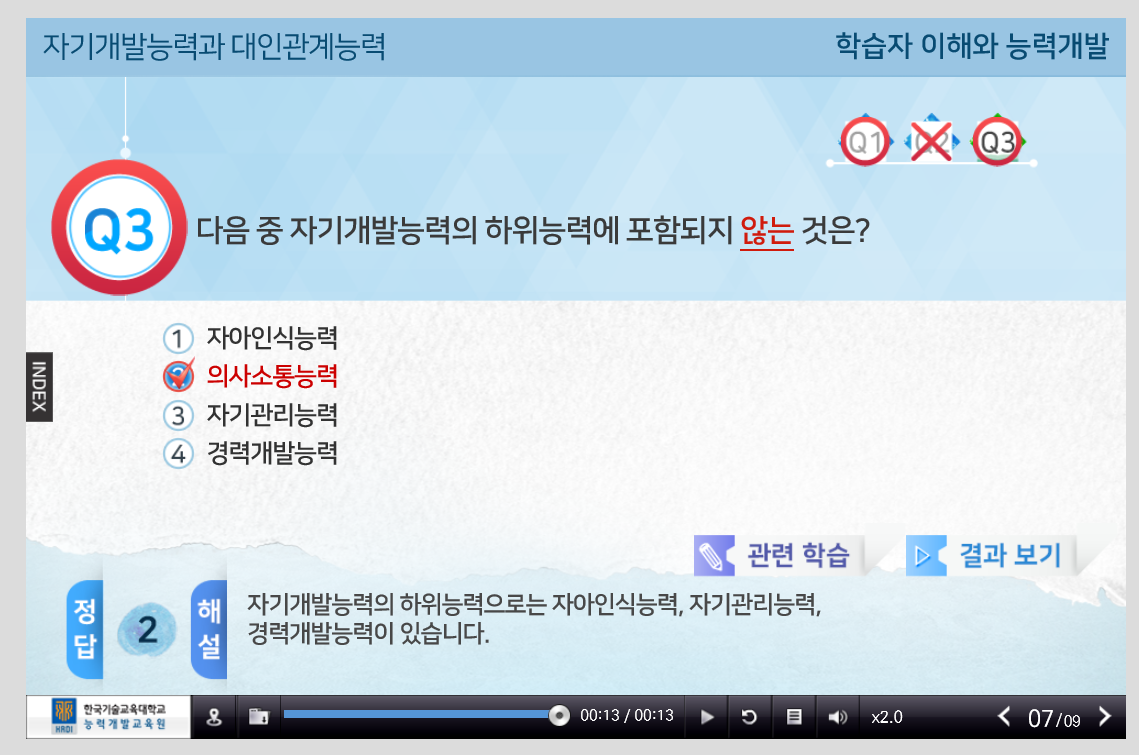 자기개발능력과 대인관계능력
학습자 이해와 능력개발
Q1 Q2 Q3
Q3 다음 중 자기개발능력의 하위능력에 포함되지 않는 것은?
1 자아인식능력
의사소통능력
3 자기관리능력
4 경력개발능력
INDEX
관련 학습
결과 보기
정답
2
해설
자기개발능력의 하위능력으로는 자아인식능력, 자기관리능력,
경력개발능력이 있습니다.
HRDI
한국기술교육대학교
능력개발교육원
00:13 / 00:13
x2.0
07/09